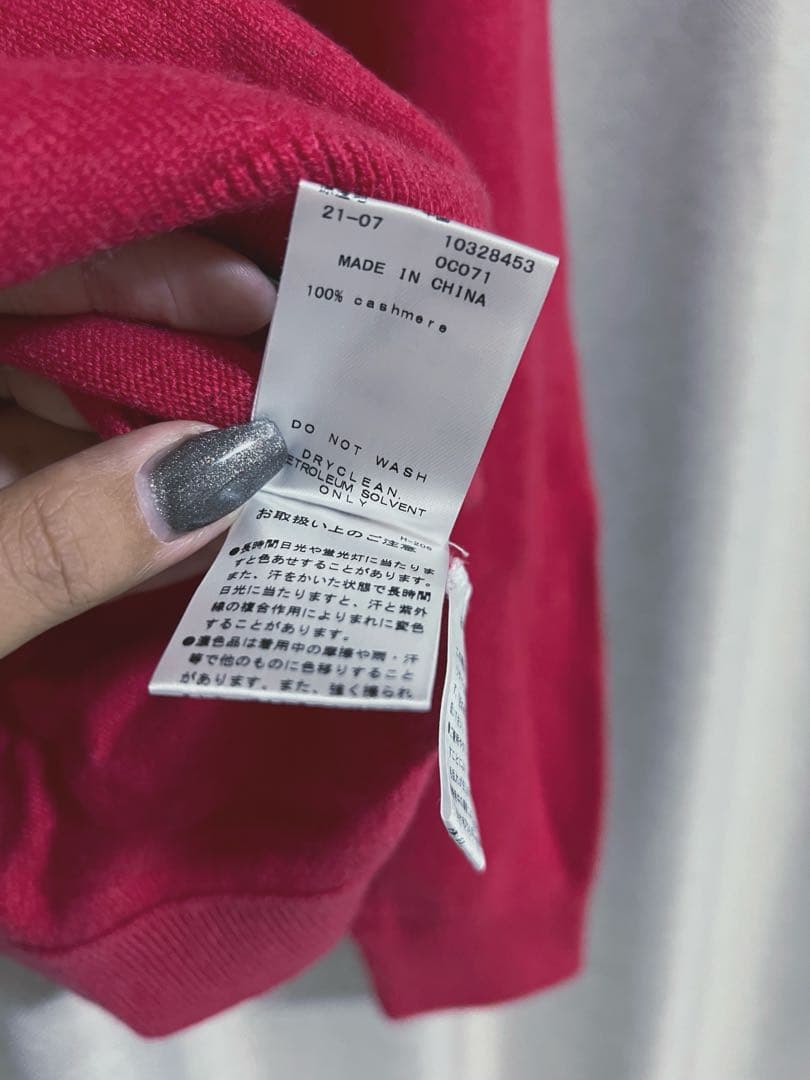 21-07
10328453
0C071
MADE IN CHINA
100% cashmere
DO NOT WASH
DRYCLEAN.
ETROLEUM SOLVENT
ONLY
H-206
お取扱い上のご注意
●長時間日光や蛍光灯に当たりま
すと色あせすることがあります。
また、汗をかいた状態で長時間
日光に当たりますと、汗と紫外
線の複合作用によりまれに変色
することがあります。
●濃色品は着用中の摩擦や雨・汗
等で他のものに色移りすること
があります。また、強く擦られ